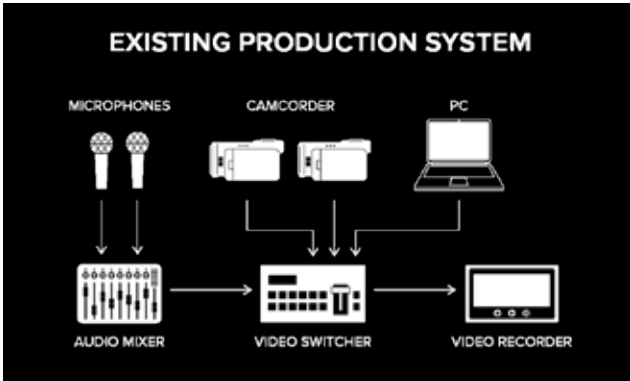 EXISTING PRODUCTION SYSTEM
MICROPHONES
CAMCORDER
PC
AUDIO MIXER
VIDEO SWITCHER
VIDEO RECORDER